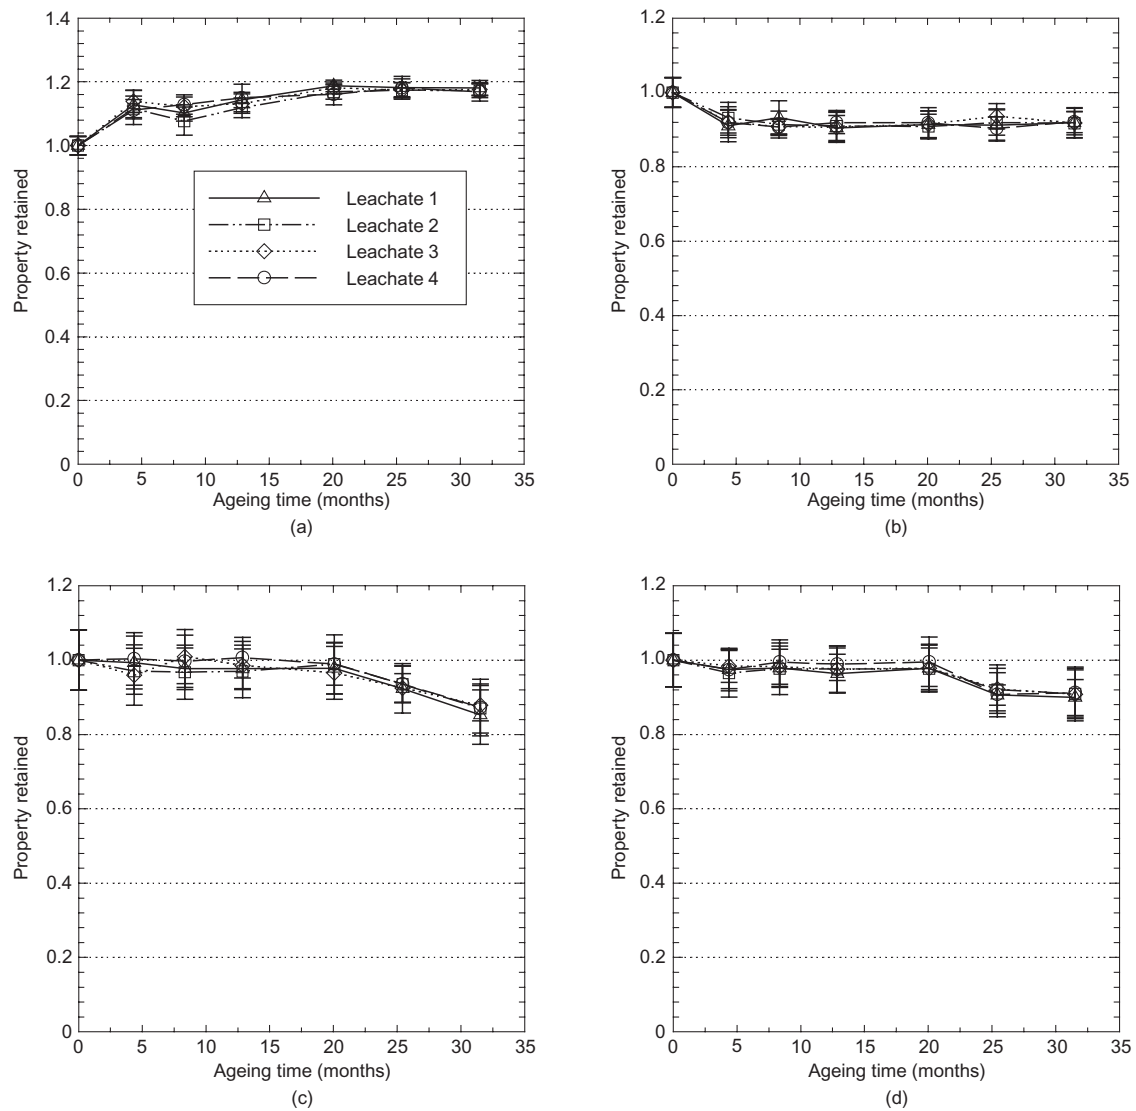 1.4
1.2
1.0
0.8
0.6
0.4
0.2
0
Property retained
Leachate 1
Leachate 2
Leachate 3
Leachate 4
0 5 10 15 20 25 30 35
Ageing time (months)
(a)
1.2
1.0
0.8
0.6
0.4
0.2
0
Property retained
0 5 10 15 20 25 30 35
Ageing time (months)
(b)
1.2
1.0
0.8
0.6
0.4
0.2
0
Property retained
0 5 10 15 20 25 30 35
Ageing time (months)
(c)
1.2
1.0
0.8
0.6
0.4
0.2
0
Property retained
0 5 10 15 20 25 30 35
Ageing time (months)
(d)